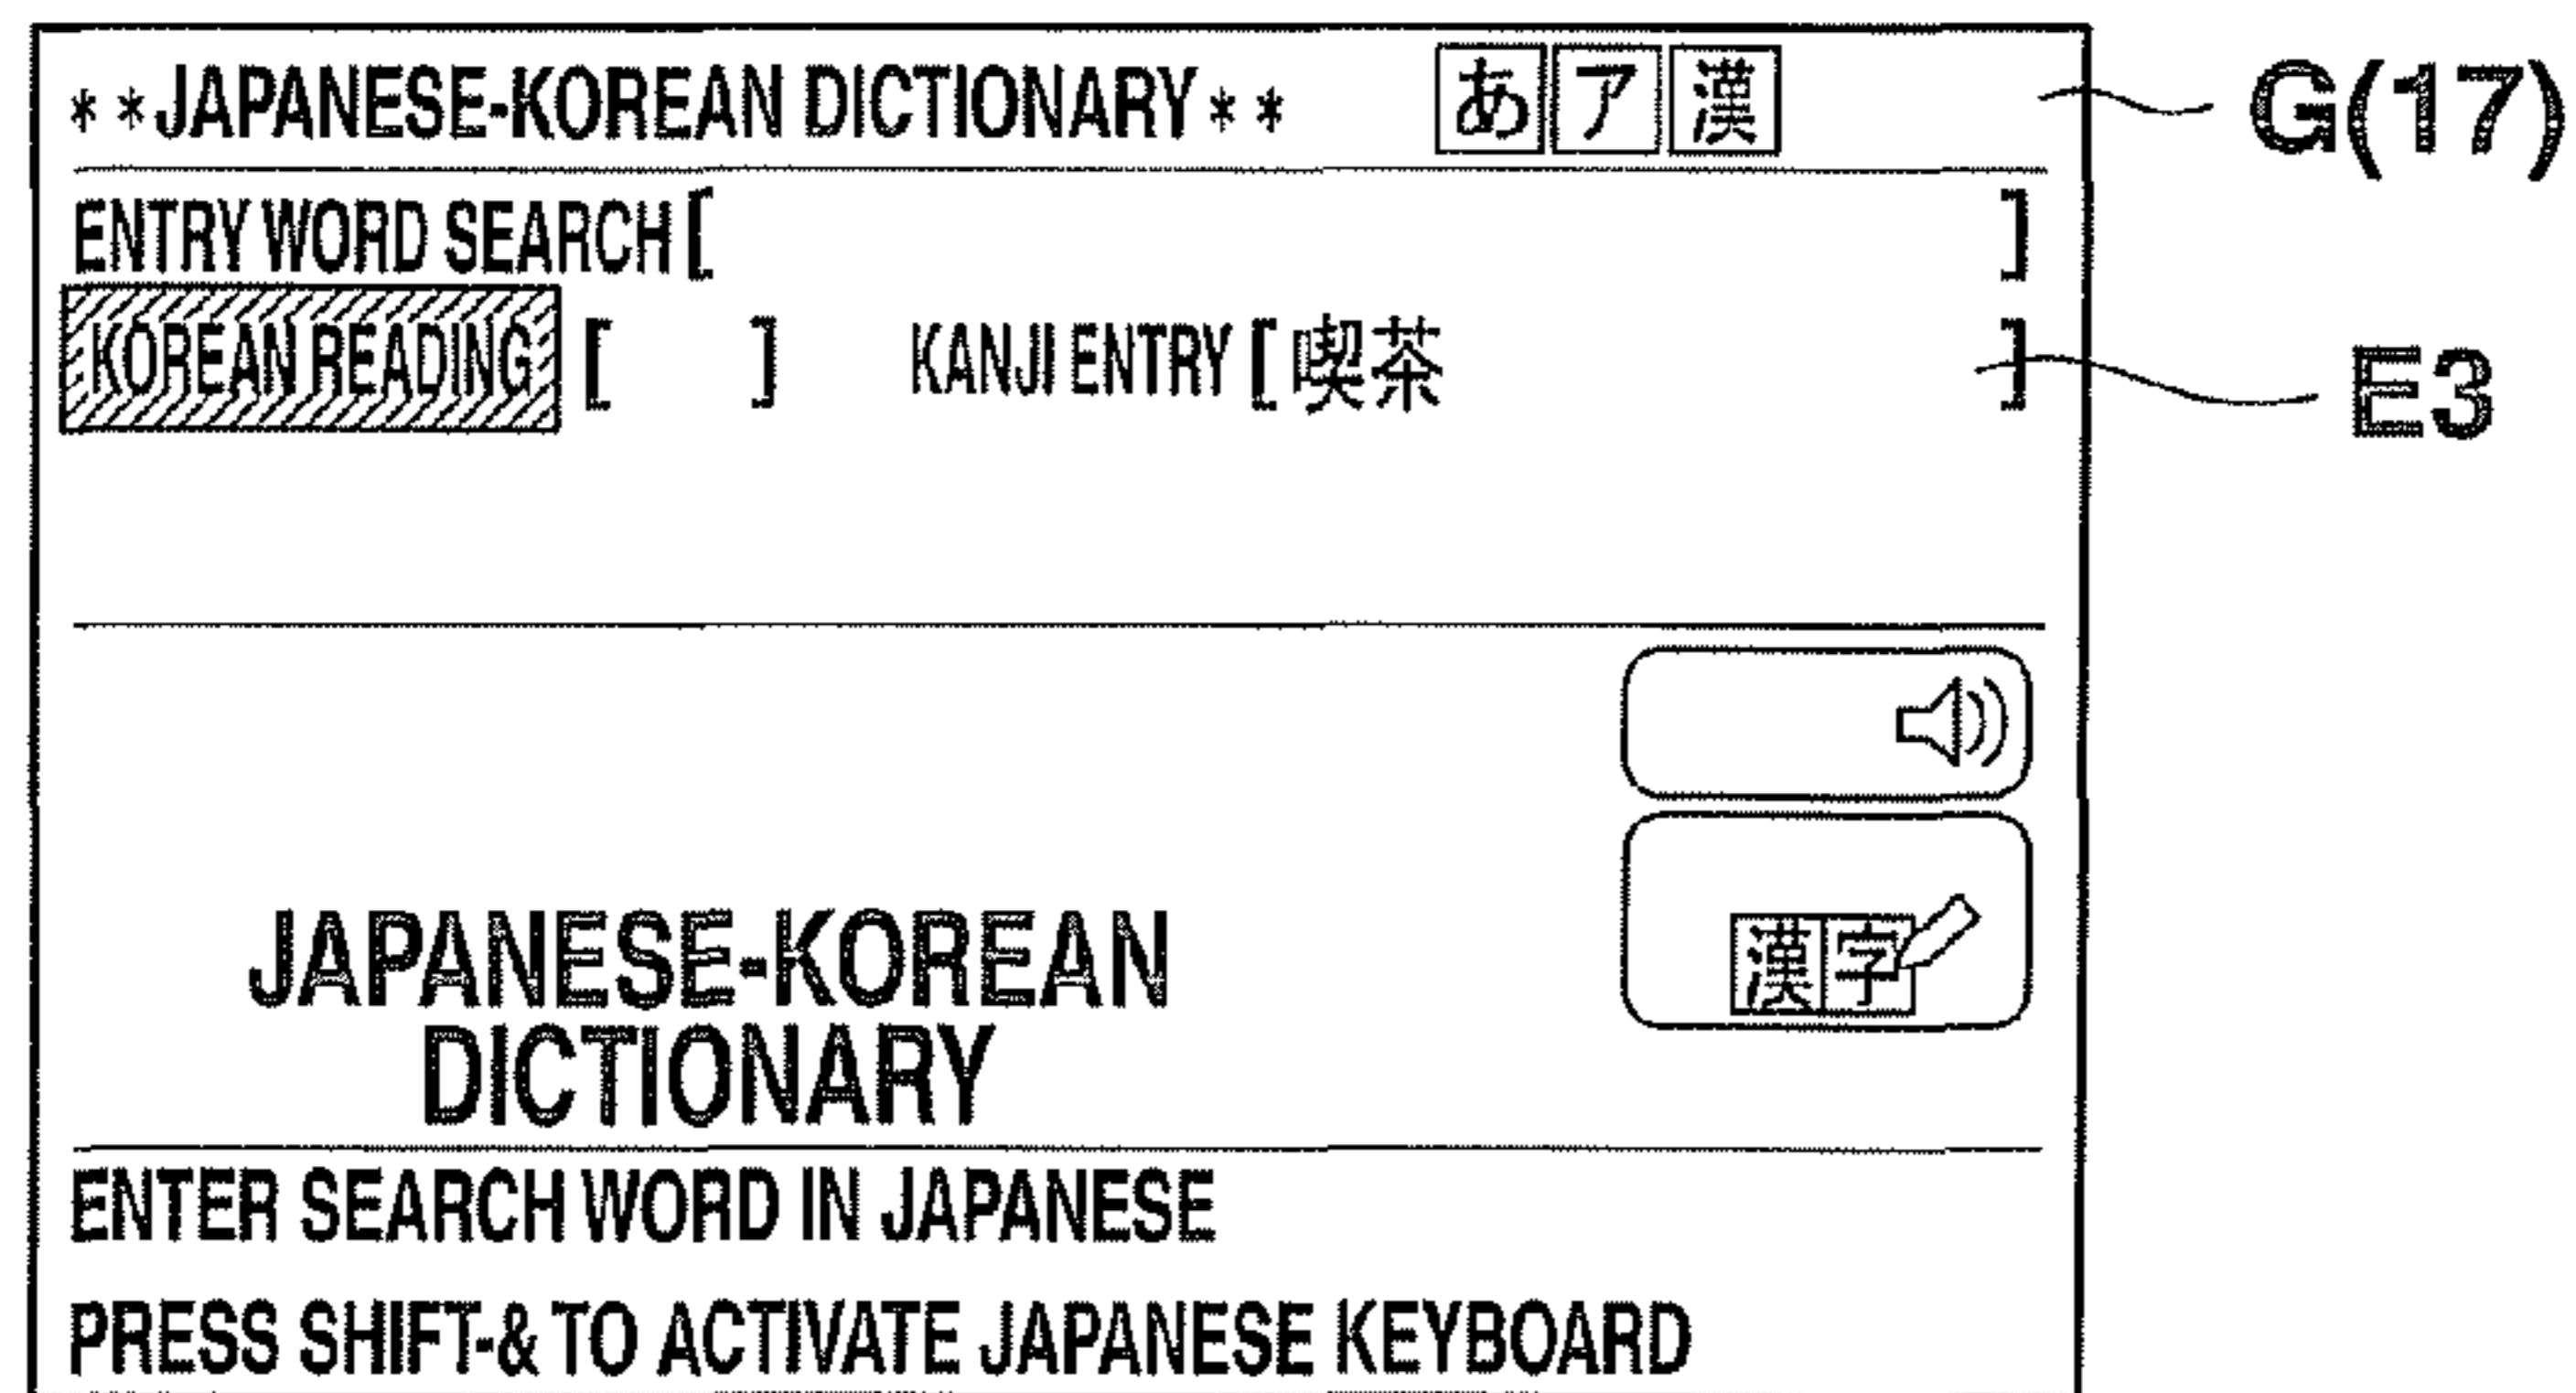 **JAPANESE-KOREAN DICTIONARY** あ ア 漢 G(17)
ENTRY WORD SEARCH [ ]
KOREAN READING [ ] KANJI ENTRY [喫茶 ] E3
漢字
JAPANESE-KOREAN
DICTIONARY
ENTER SEARCH WORD IN JAPANESE
PRESS SHIFT-& TO ACTIVATE JAPANESE KEYBOARD